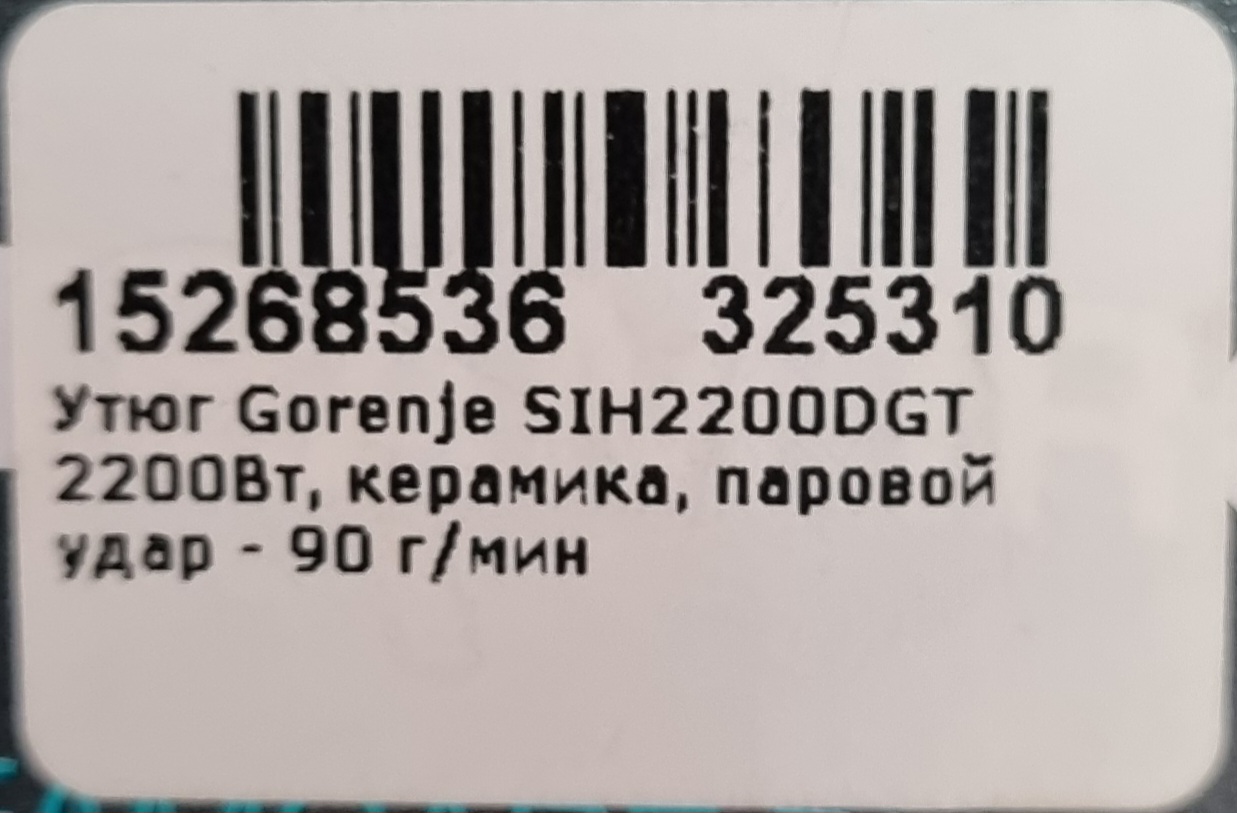 15268536 325310
Утюг Gorenje SIH2200DGT
2200Вт, керамика, паровой
удар - 90 г/мин